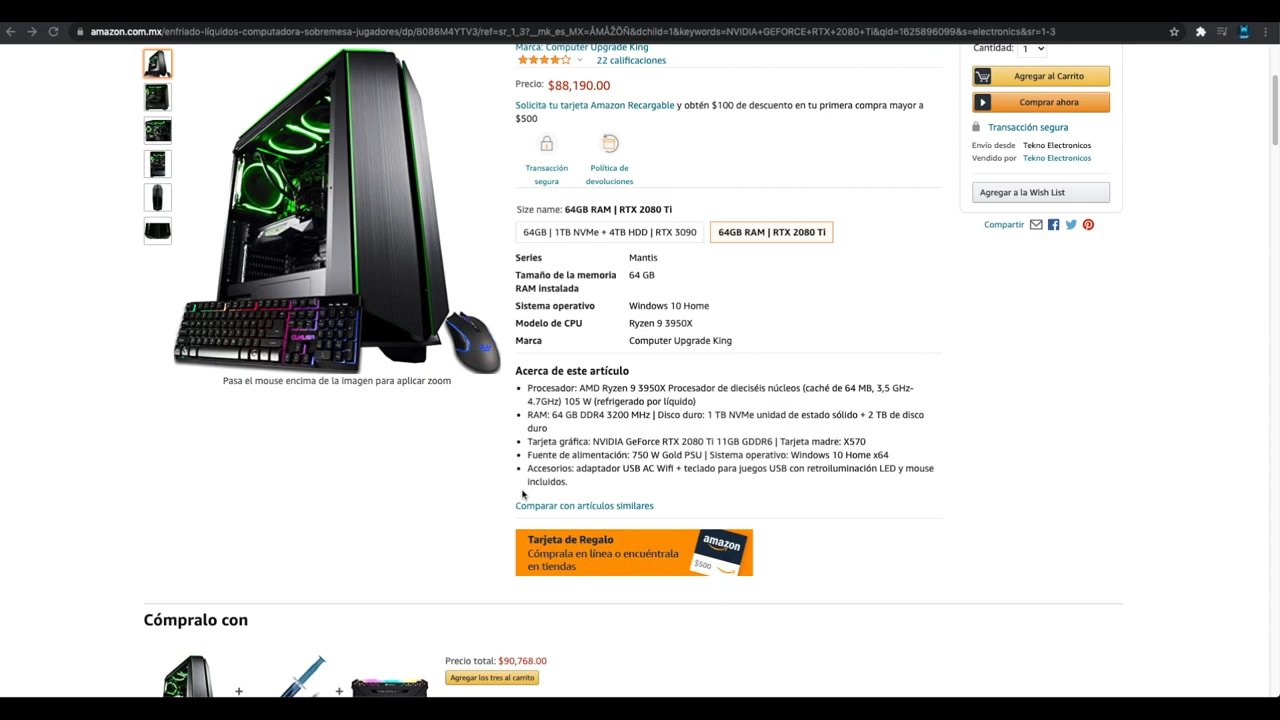 amazon.com.mx/enfriado-líquidos-computadora-sobremesa-jugadores/dp/B086M4YTV3/ref=sr_1_3?__mk_es_MX=ÅMÅŽÕÑ&dchild=1&keywords=NVIDIA+GEFORCE+RTX+2080+Ti&qid=1625896099&s=electronics&sr=1-3
Marca: Computer Upgrade King
22 calificaciones
Precio: $88,190.00
Solicita tu tarjeta Amazon Recargable y obtén $100 de descuento en tu primera compra mayor a
$500
Transacción
segura
Política de
devoluciones
Size name: 64GB RAM | RTX 2080 Ti
64GB | 1TB NVMe + 4TB HDD | RTX 3090
64GB RAM | RTX 2080 Ti
Series Mantis
Tamaño de la memoria 64 GB
RAM instalada
Sistema operativo Windows 10 Home
Modelo de CPU Ryzen 9 3950X
Marca Computer Upgrade King
Acerca de este artículo
• Procesador: AMD Ryzen 9 3950X Procesador de dieciséis núcleos (caché de 64 MB, 3,5 GHz-
4.7GHz) 105 W (refrigerado por líquido)
• RAM: 64 GB DDR4 3200 MHz | Disco duro: 1 TB NVMe unidad de estado sólido + 2 TB de disco
duro
• Tarjeta gráfica: NVIDIA GeForce RTX 2080 Ti 11GB GDDR6 | Tarjeta madre: X570
• Fuente de alimentación: 750 W Gold PSU | Sistema operativo: Windows 10 Home x64
• Accesorios: adaptador USB AC Wifi + teclado para juegos USB con retroiluminación LED y mouse
incluidos.
Comparar con artículos similares
Tarjeta de Regalo
Cómprala en línea o encuéntrala
en tiendas
amazon
$500
Pasa el mouse encima de la imagen para aplicar zoom
Cantidad: 1
Agregar al Carrito
Comprar ahora
Transacción segura
Envío desde Tekno Electronicos
Vendido por Tekno Electronicos
Agregar a la Wish List
Compartir
Cómpralo con
Precio total: $90,768.00
Agregar los tres al carrito
+
+